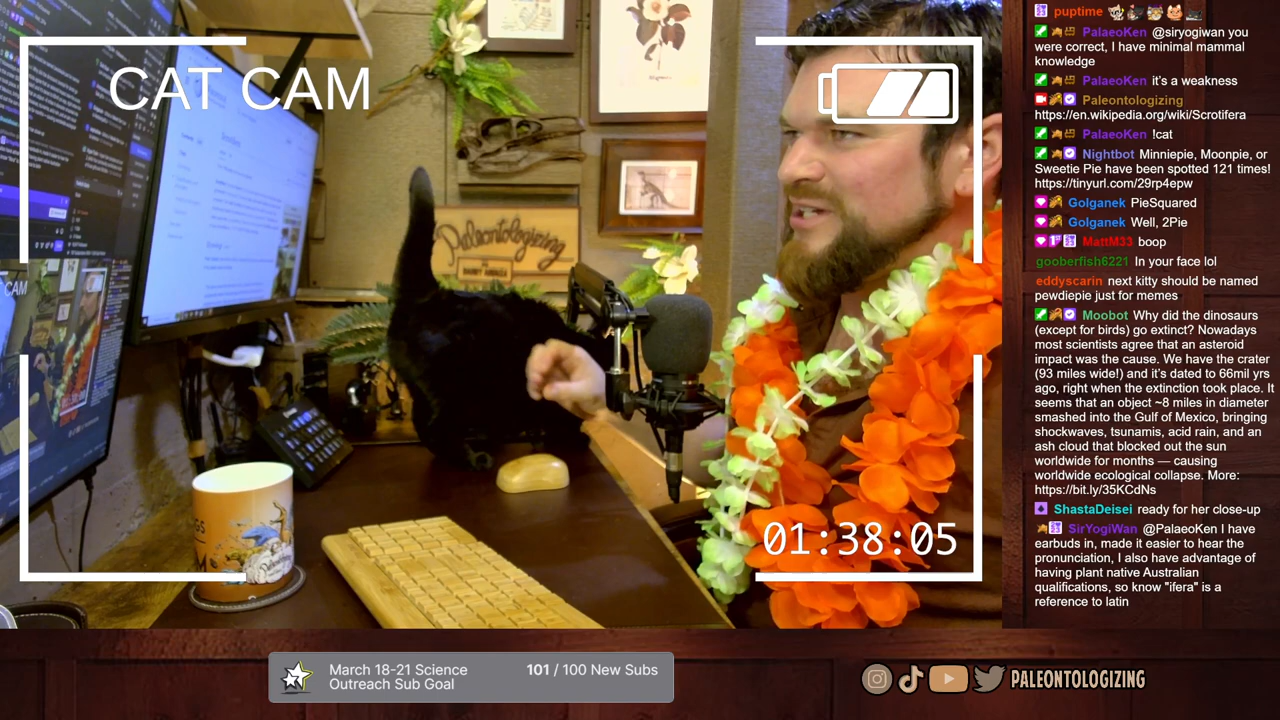 CAT CAM
Paleontologizing
01:38:05
puptime
PalaeoKen @siryogiwan you
were correct, I have minimal mammal
knowledge
PalaeoKen it's a weakness
Paleontologizing
https://en.wikipedia.org/wiki/Scrotifera
PalaeoKen !cat
Nightbot Minniepie, Moonpie, or
Sweetie Pie have been spotted 121 times!
https://tinyurl.com/29rp4epw
Golganek PieSquared
Golganek Well, 2Pie
MattM33 boop
gooberfish6221 In your face lol
eddyscarin next kitty should be named
pewdiepie just for memes
Moobot Why did the dinosaurs
(except for birds) go extinct? Nowadays
most scientists agree that an asteroid
impact was the cause. We have the crater
(93 miles wide!) and it's dated to 66mil yrs
ago, right when the extinction took place. It
seems that an object ~8 miles in diameter
smashed into the Gulf of Mexico, bringing
shockwaves, tsunamis, acid rain, and an
ash cloud that blocked out the sun
worldwide for months — causing
worldwide ecological collapse. More:
https://bit.ly/35KCdNs
ShastaDeisei ready for her close-up
SirYogiWan @PalaeoKen I have
earbuds in, made it easier to hear the
pronunciation, I also have advantage of
having plant native Australian
qualifications, so know "ifera" is a
reference to latin
March 18-21 Science
Outreach Sub Goal
101 / 100 New Subs
PALEONTOLOGIZING